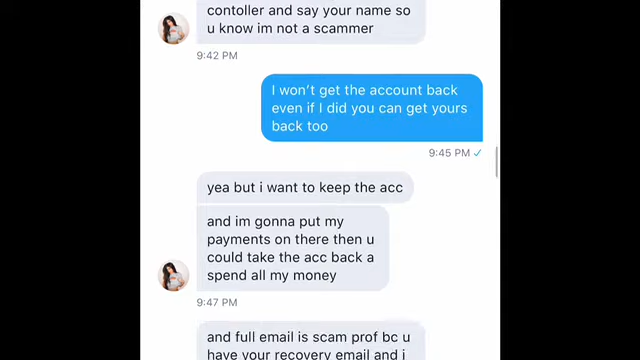 contoller and say your name so
u know im not a scammer
9:42 PM
I won't get the account back
even if I did you can get yours
back too
9:45 PM ✓
yea but i want to keep the acc
and im gonna put my
payments on there then u
could take the acc back a
spend all my money
9:47 PM
and full email is scam prof bc u
have your recovery email and i